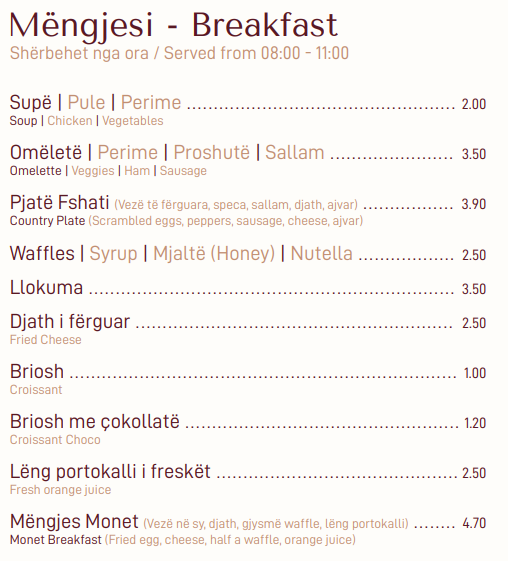 Mëngjesi - Breakfast
Shërbehet nga ora / Served from 08:00 - 11:00
Supë | Pule | Perime ........................................................ 2.00
Soup | Chicken | Vegetables
Omëletë | Perime | Proshutë | Sallam .......................... 3.50
Omelette | Veggies | Ham | Sausage
Pjatë Fshati (Vezë të fërguara, speca, sallam, djath, ajvar) ................... 3.90
Country Plate (Scrambled eggs, peppers, sausage, cheese, ajvar)
Waffles | Syrup | Mjaltë (Honey) | Nutella .................... 2.50
Llokuma ............................................................................ 3.50
Djath i fërguar .................................................................. 2.50
Fried Cheese
Briosh ................................................................................ 1.00
Croissant
Briosh me çokollatë ......................................................... 1.20
Croissant Choco
Lëng portokalli i freskët .................................................. 2.50
Fresh orange juice
Mëngjes Monet (Vezë në sy, djath, gjysmë waffle, lëng portokalli) ........ 4.70
Monet Breakfast (Fried egg, cheese, half a waffle, orange juice)